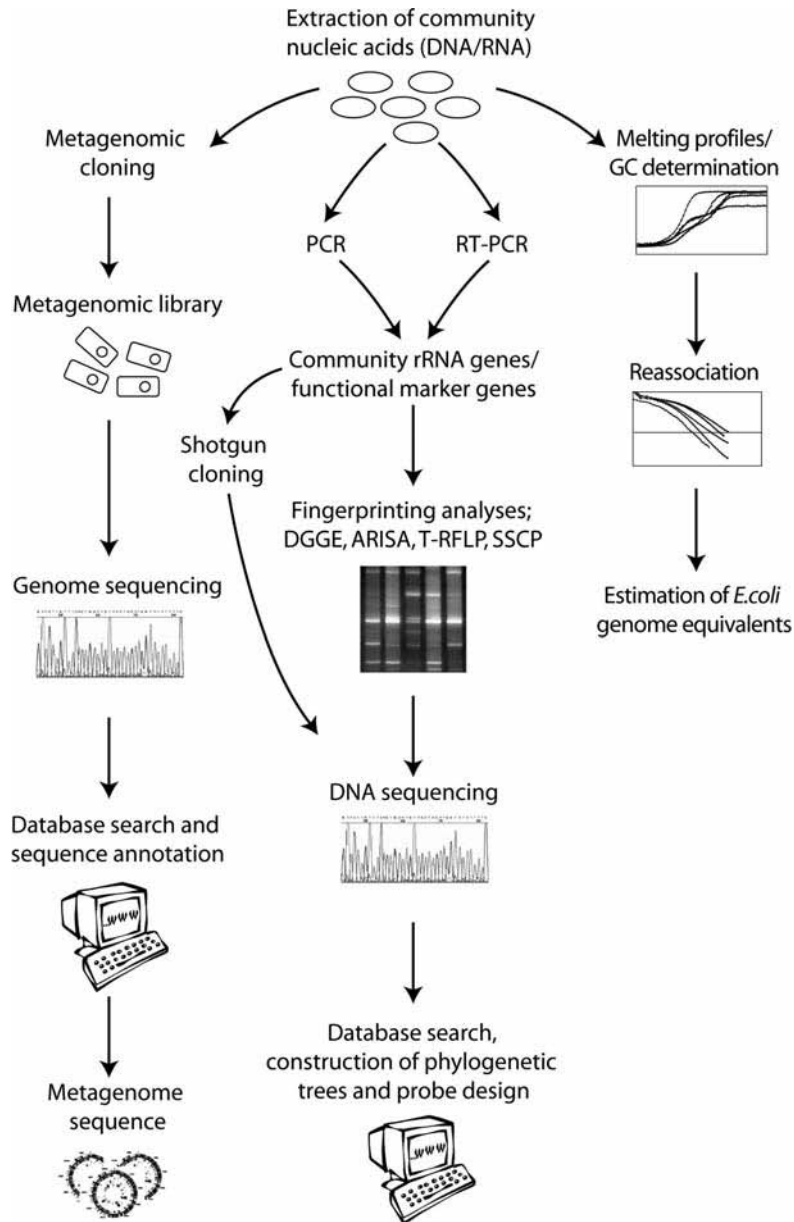 Extraction of community
nucleic acids (DNA/RNA)
Metagenomic
cloning
Melting profiles/
GC determination
PCR
RT-PCR
Metagenomic library
Community rRNA genes/
functional marker genes
Reassociation
Shotgun
cloning
Fingerprinting analyses;
DGGE, ARISA, T-RFLP, SSCP
Genome sequencing
Estimation of E.coli
genome equivalents
DNA sequencing
Database search and
sequence annotation
WWW
Database search,
construction of phylogenetic
trees and probe design
Metagenome
sequence
WWW